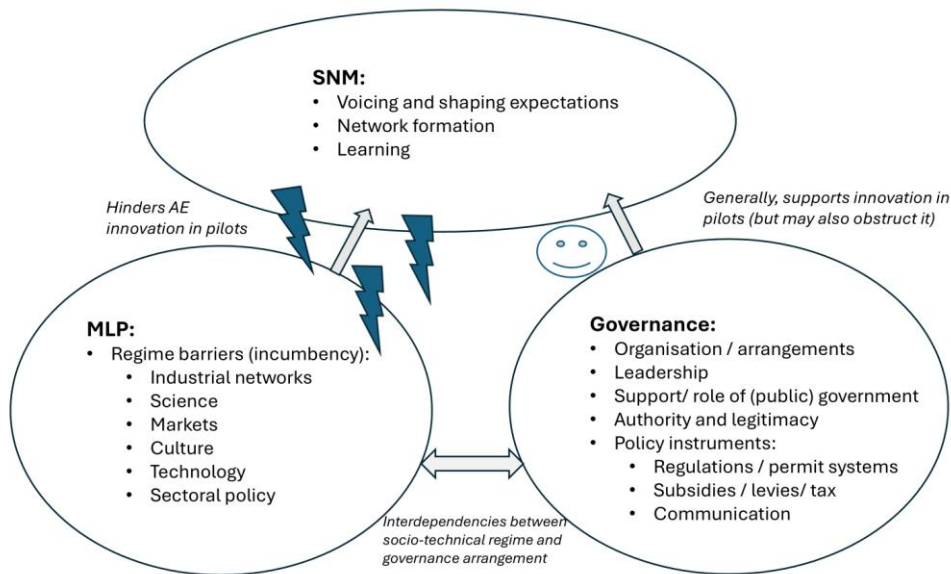 SNM:
• Voicing and shaping expectations
• Network formation
• Learning
Hinders AE
innovation in pilots
Generally, supports innovation in
pilots (but may also obstruct it)
MLP:
• Regime barriers (incumbency):
• Industrial networks
• Science
• Markets
• Culture
• Technology
• Sectoral policy
Governance:
• Organisation / arrangements
• Leadership
• Support/ role of (public) government
• Authority and legitimacy
• Policy instruments:
• Regulations / permit systems
• Subsidies / levies/ tax
• Communication
Interdependencies between
socio-technical regime and
governance arrangement